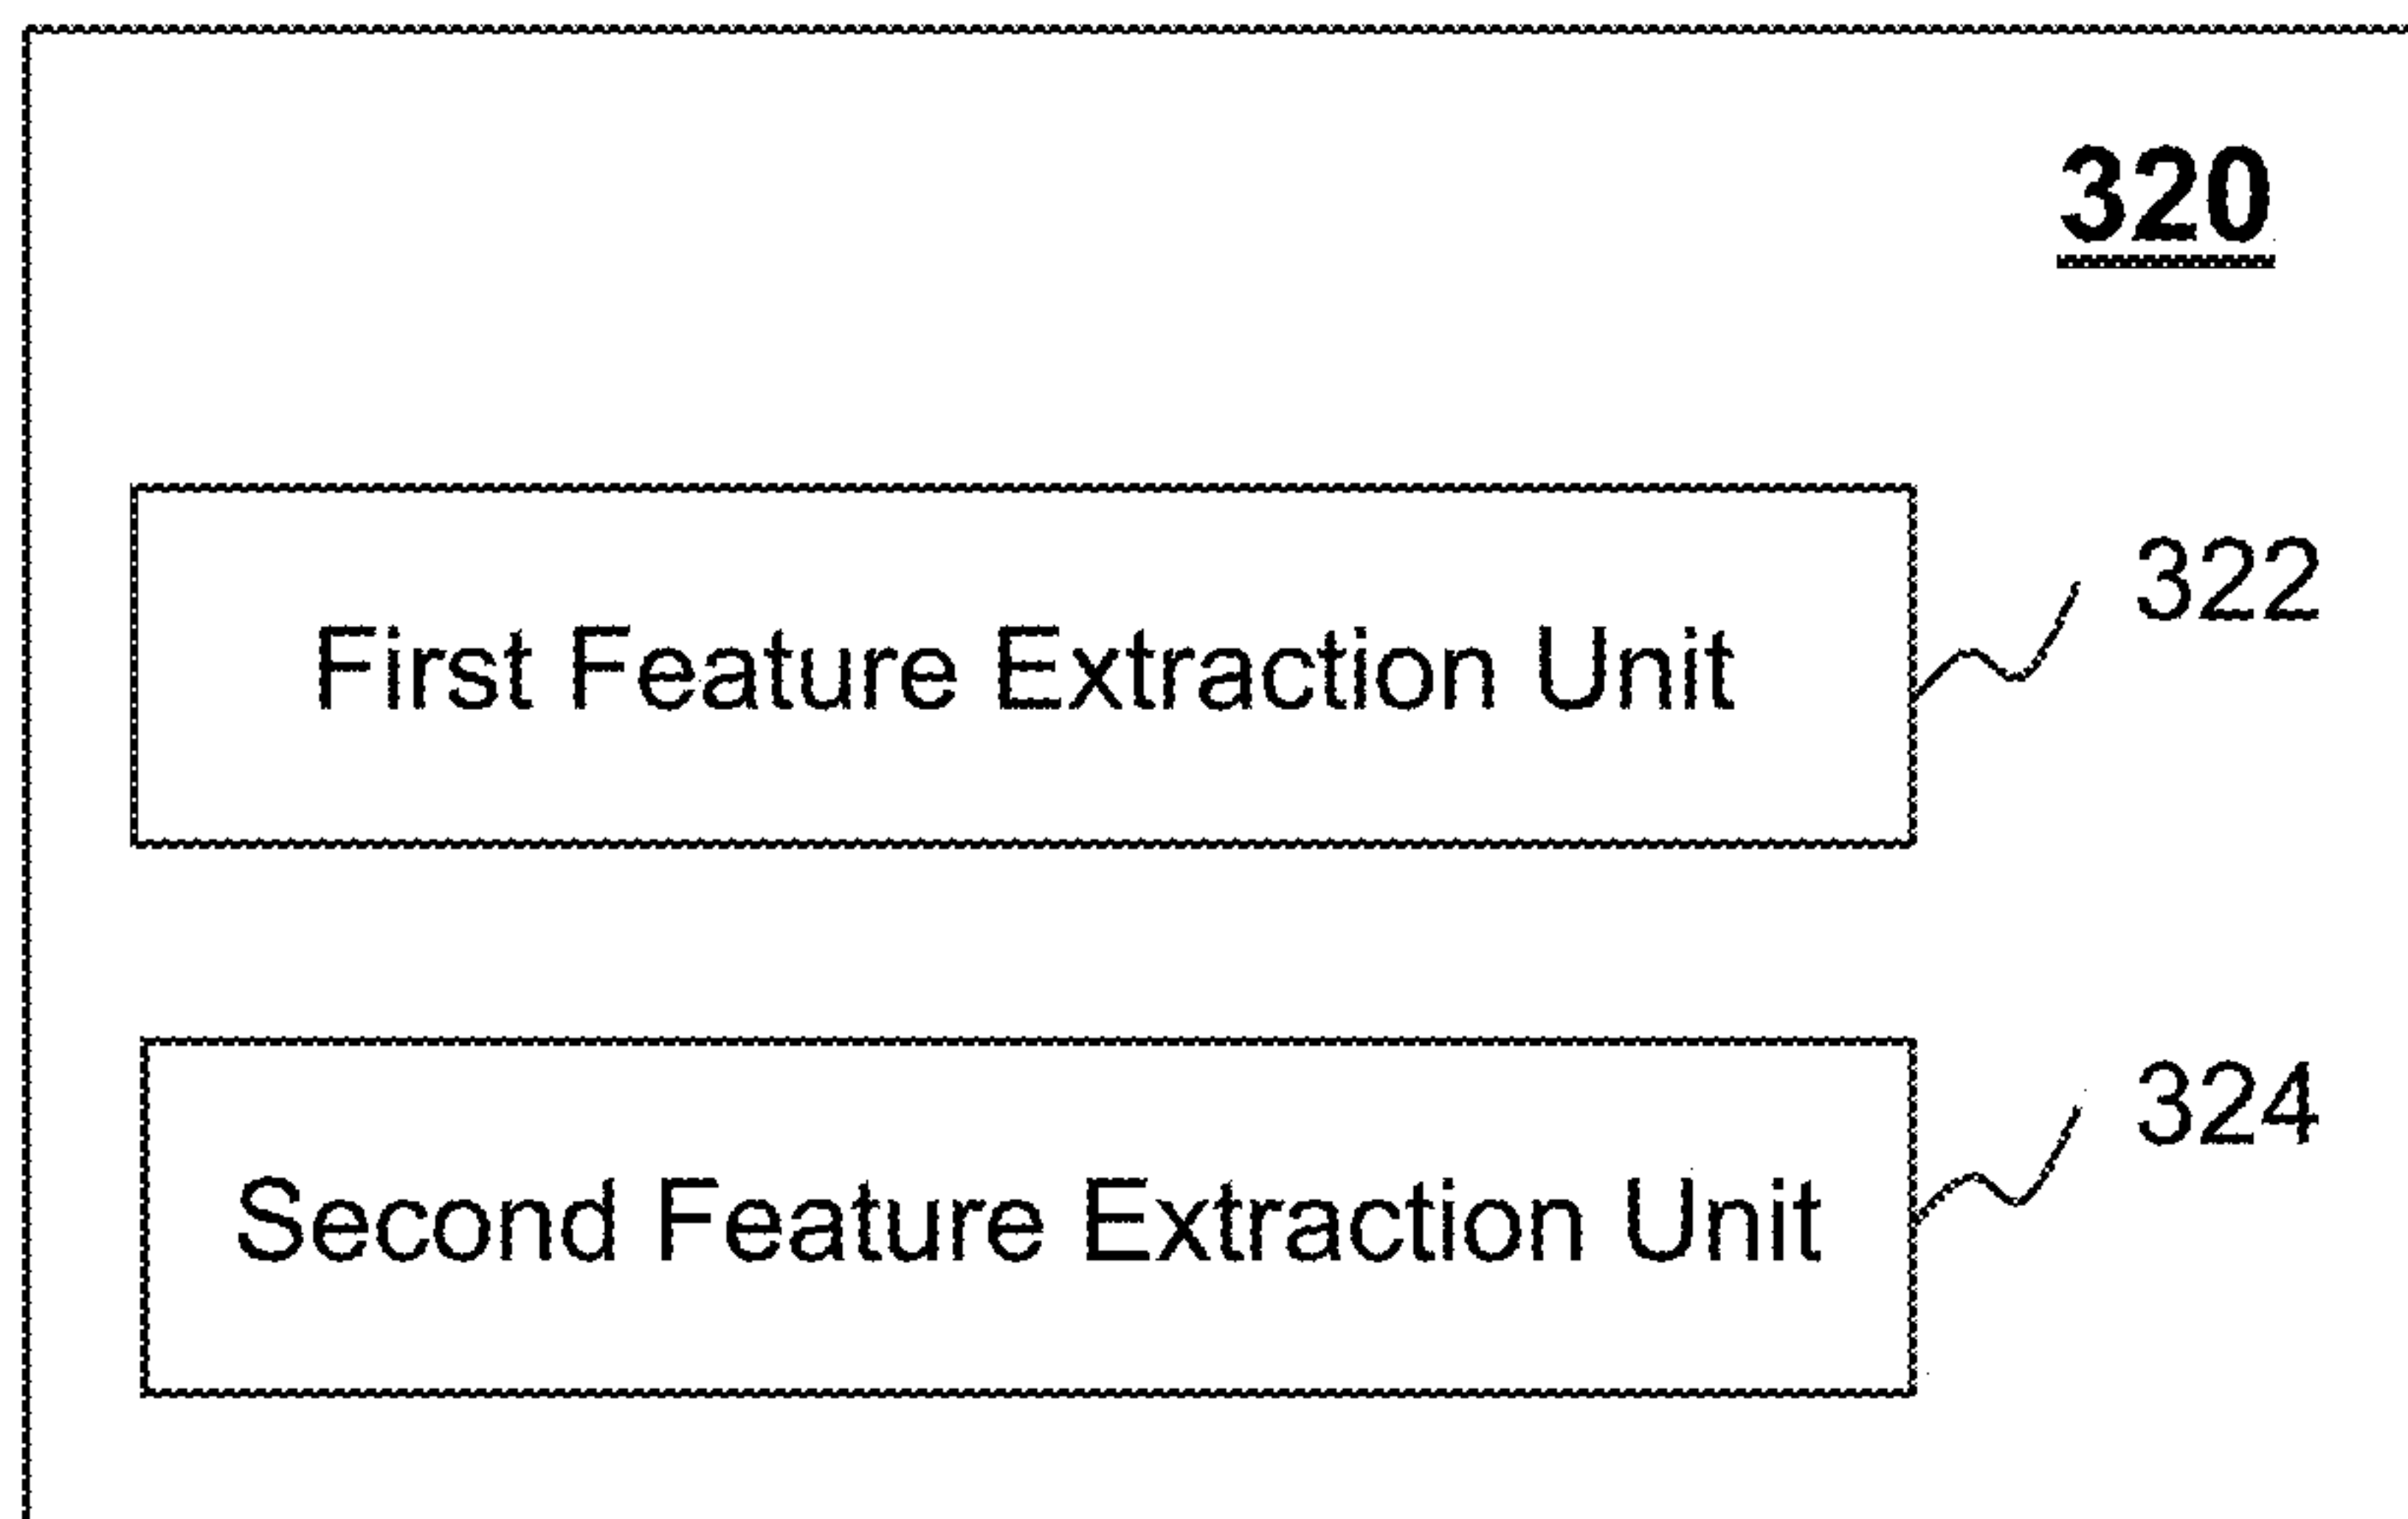 320
322
First Feature Extraction Unit
324
Second Feature Extraction Unit